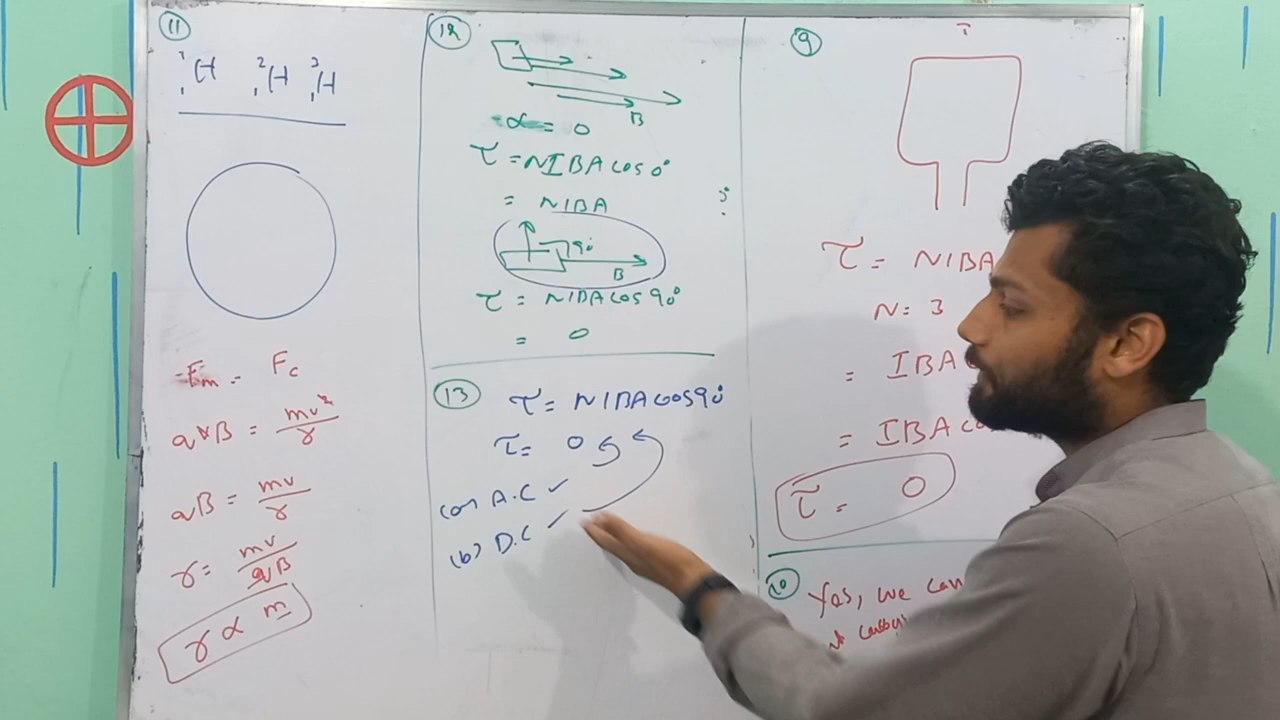 11
¹₁H ²₁H ³₁H
Fm = Fc
qvB = mv²/r
qB = mv/r
r = mv/qB
r ∝ m
12
B
α = 0
τ = NIBA cos 0°
= NIBA
90°
B
τ = NIBA cos 90°
= 0
13
τ = NIBA cos 90°
τ = 0
(a) A.C ✓
(b) D.C ✓
9
τ = NIBA
N = 3
= IBA
= IBA
τ = 0
10
Yes, we can